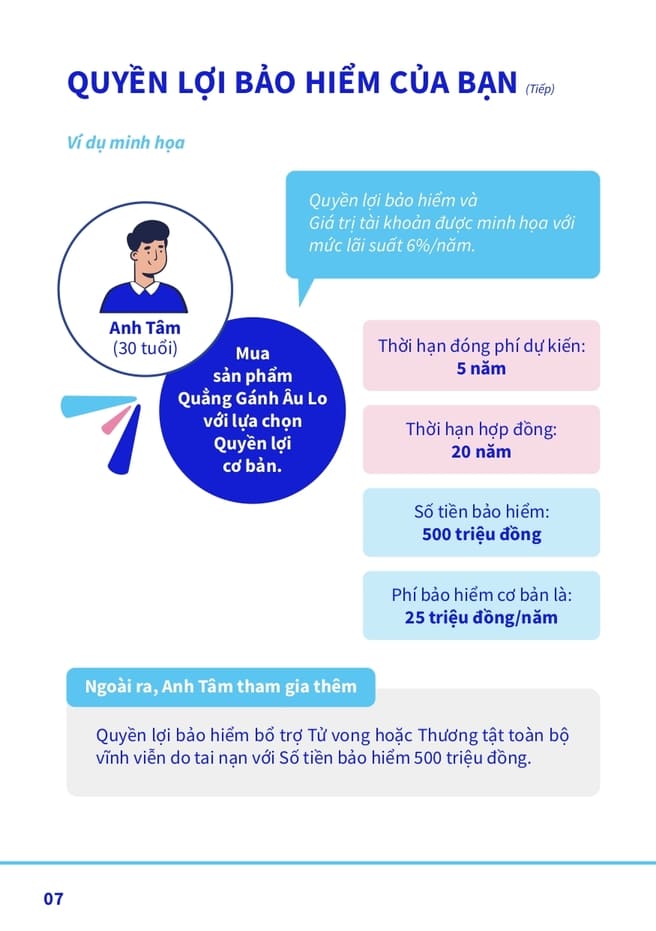 QUYỀN LỢI BẢO HIỂM CỦA BẠN (Tiếp)
Ví dụ minh họa
Quyền lợi bảo hiểm và
Giá trị tài khoản được minh họa với
mức lãi suất 6%/năm.
Anh Tâm
(30 tuổi)
Mua
sản phẩm
Quẳng Gánh Âu Lo
với lựa chọn
Quyền lợi
cơ bản.
Thời hạn đóng phí dự kiến:
5 năm
Thời hạn hợp đồng:
20 năm
Số tiền bảo hiểm:
500 triệu đồng
Phí bảo hiểm cơ bản là:
25 triệu đồng/năm
Ngoài ra, Anh Tâm tham gia thêm
Quyền lợi bảo hiểm bổ trợ Tử vong hoặc Thương tật toàn bộ
vĩnh viễn do tai nạn với Số tiền bảo hiểm 500 triệu đồng.
07